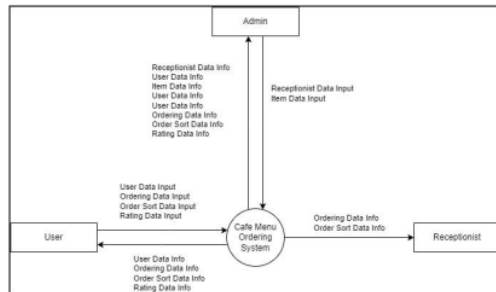 Admin
Receptionist Data Info
User Data Info
Item Data Info
User Data Info
User Data Info
Ordering Data Info
Order Sort Data Info
Rating Data Info
Receptionist Data Input
Item Data Input
User Data Input
Ordering Data Input
Order Sort Data Input
Rating Data Input
User
Cafe Menu
Ordering
System
Ordering Data Info
Order Sort Data Info
Receptionist
User Data Info
Ordering Data Info
Order Sort Data Info
Rating Data Info